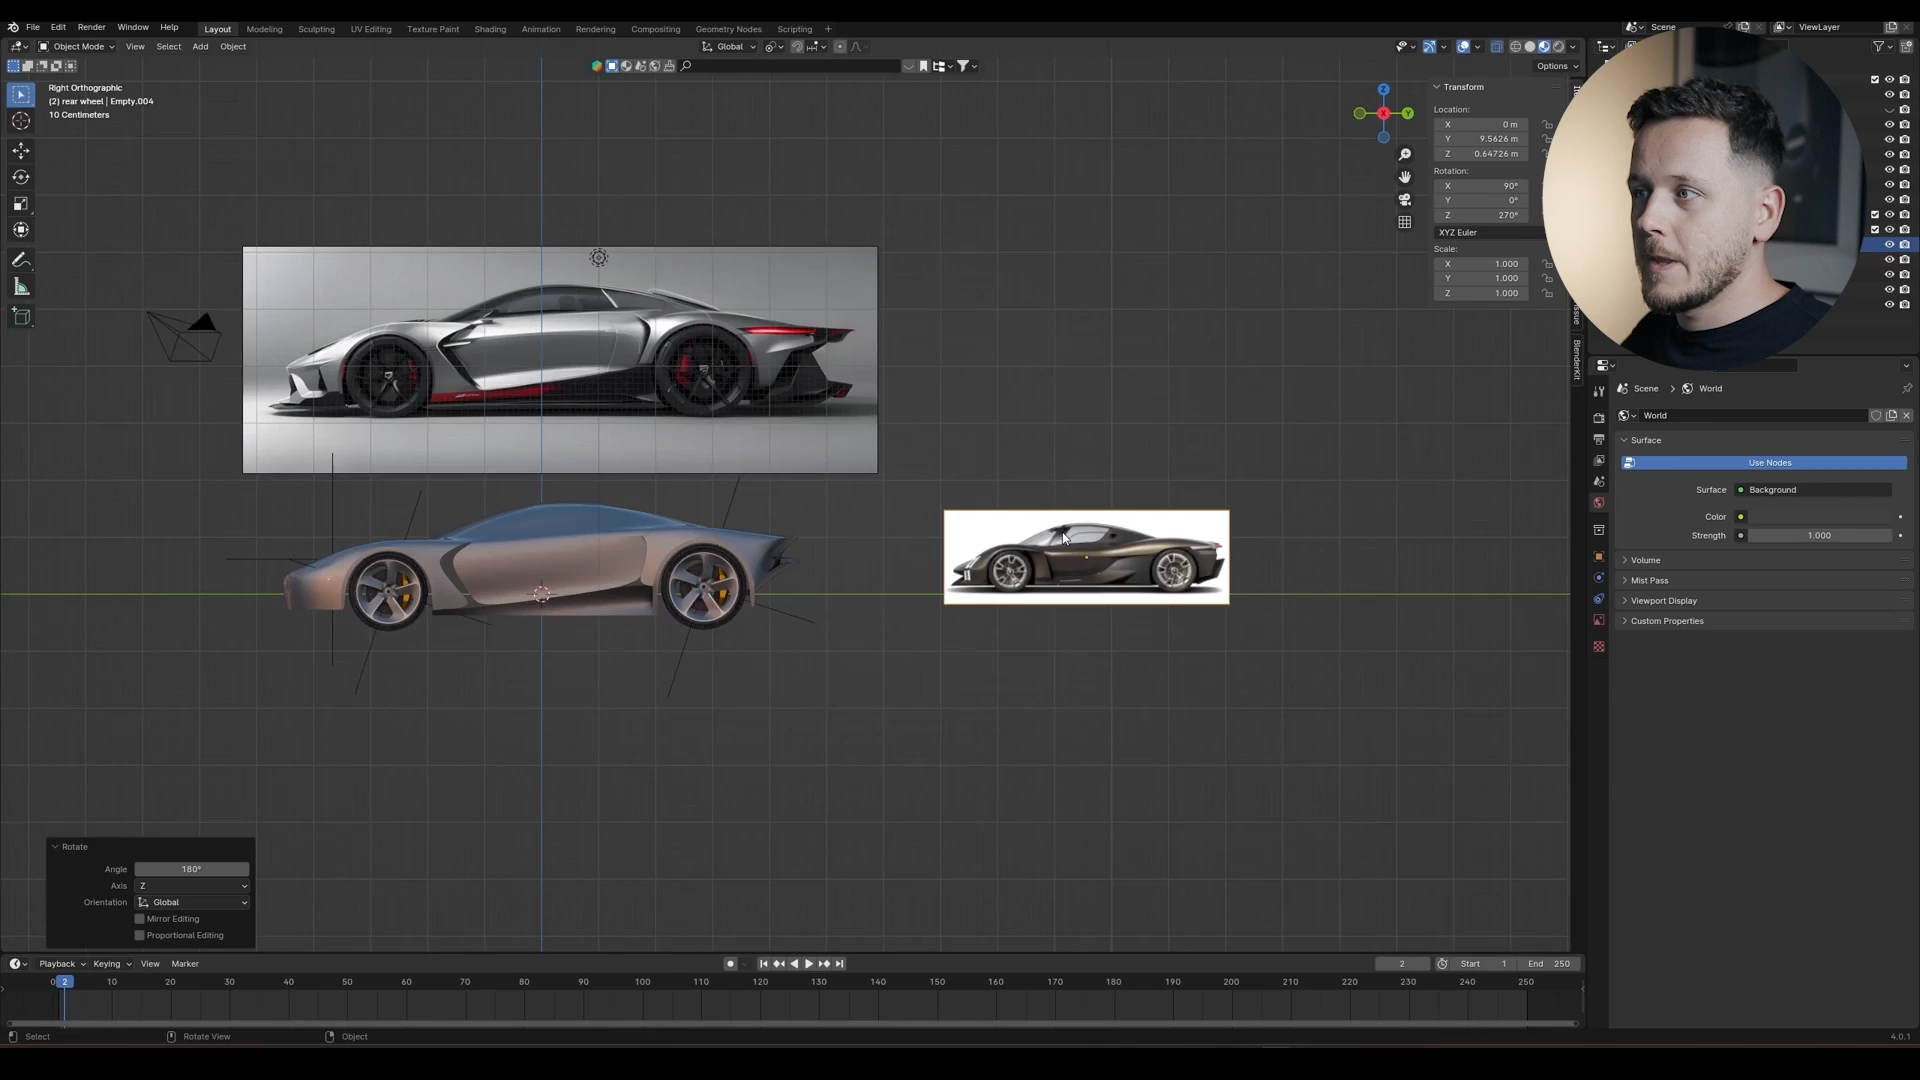 File Edit Render Window Help Layout Modeling Sculpting UV Editing Texture Paint Shading Animation Rendering Compositing Geometry Nodes Scripting + Scene ViewLayer
Object Mode View Select Add Object Global
Options
Right Orthographic
(2) rear wheel | Empty.004
10 Centimeters
Z
X
Y
Transform
Location:
X 0 m
Y 9.5626 m
Z 0.64726 m
Rotation:
X 90°
Y 0°
Z 270°
XYZ Euler
Scale:
X 1.000
Y 1.000
Z 1.000
BlenderKit
Scene > World
World
Surface
Use Nodes
Surface Background
Color
Strength 1.000
Volume
Mist Pass
Viewport Display
Custom Properties
Rotate
Angle 180°
Axis Z
Orientation Global
Mirror Editing
Proportional Editing
Playback Keying View Marker 2 Start 1 End 250
0 2 10 20 30 40 50 60 70 80 90 100 110 120 130 140 150 160 170 180 190 200 210 220 230 240 250
Select Rotate View Object 4.0.1